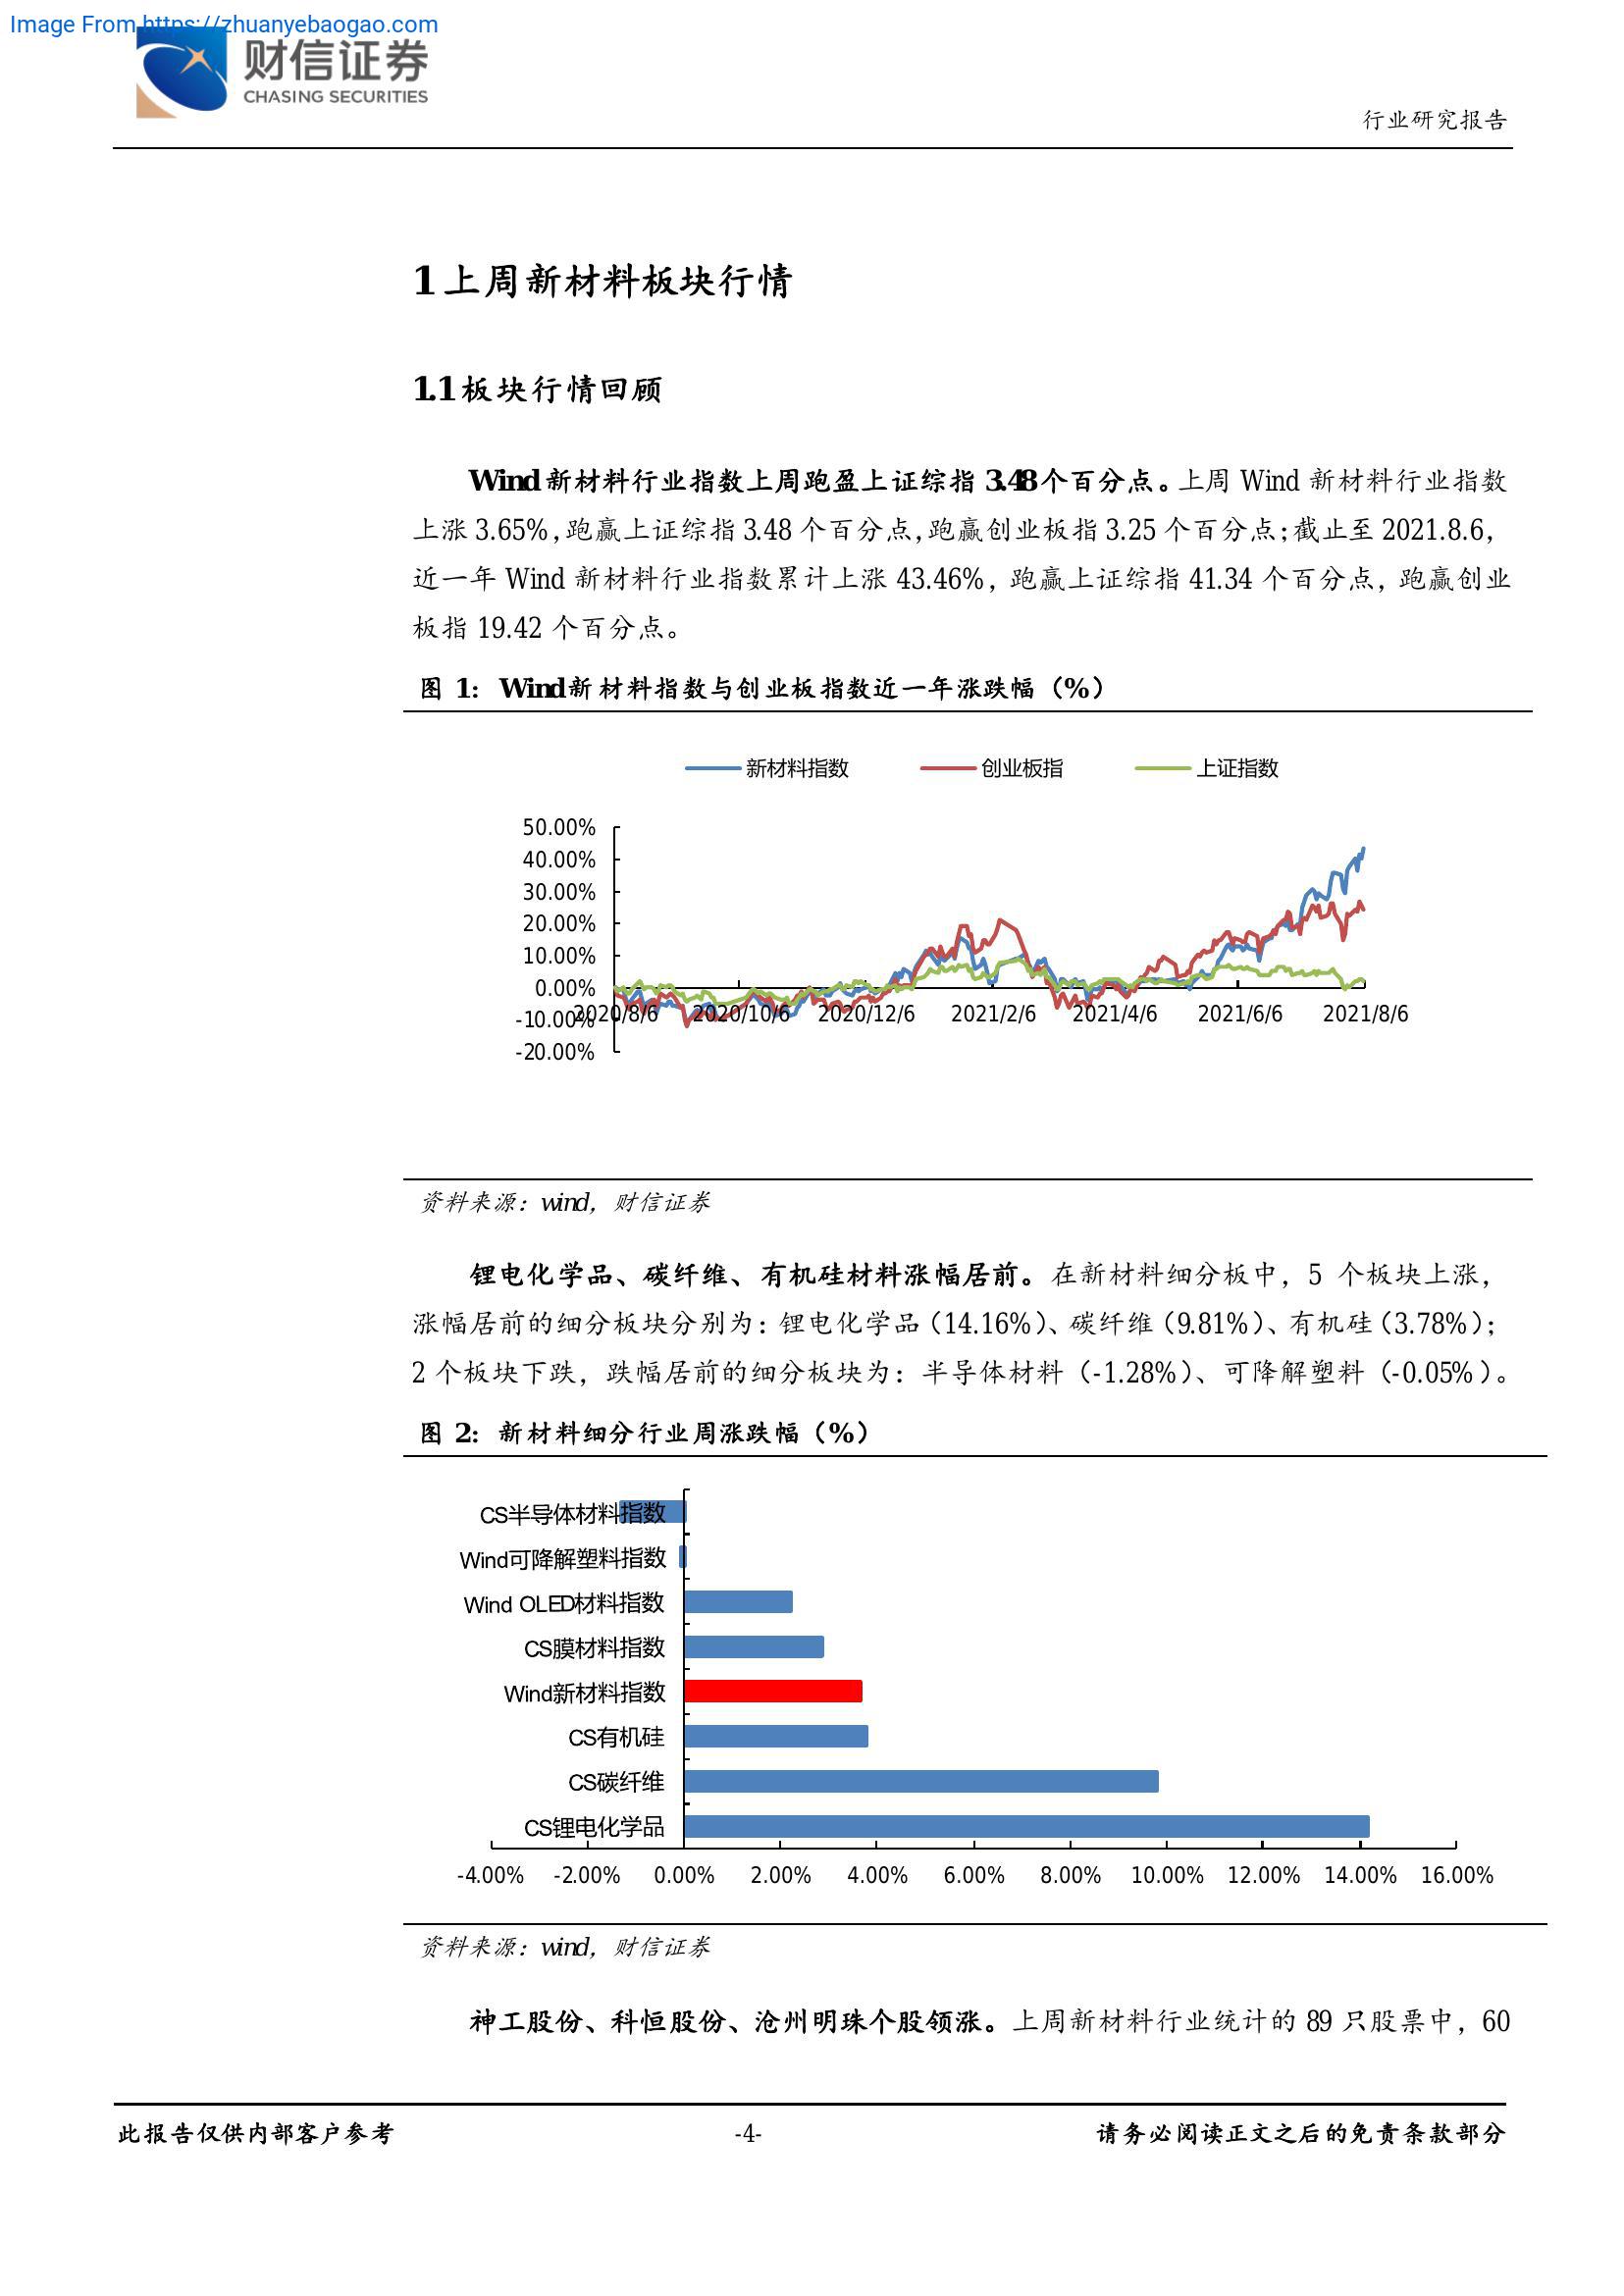 Image From https://zhuanyebaogao.com
财信证券
CHASING SECURITIES
行业研究报告
1 上周新材料板块行情
1.1 板块行情回顾
Wind 新材料行业指数上周跑盈上证综指 3.48 个百分点。上周 Wind 新材料行业指数
上涨 3.65%，跑赢上证综指 3.48 个百分点，跑赢创业板指 3.25 个百分点；截止至 2021.8.6，
近一年 Wind 新材料行业指数累计上涨 43.46%，跑赢上证综指 41.34 个百分点，跑赢创业
板指 19.42 个百分点。
图 1：Wind 新材料指数与创业板指数近一年涨跌幅（%）
新材料指数 创业板指 上证指数
50.00%
40.00%
30.00%
20.00%
10.00%
0.00%
-10.00%
-20.00%
2020/8/6 2020/10/6 2020/12/6 2021/2/6 2021/4/6 2021/6/6 2021/8/6
资料来源：wind，财信证券
锂电化学品、碳纤维、有机硅材料涨幅居前。在新材料细分板中，5 个板块上涨，
涨幅居前的细分板块分别为：锂电化学品（14.16%）、碳纤维（9.81%）、有机硅（3.78%）；
2 个板块下跌，跌幅居前的细分板块为：半导体材料（-1.28%）、可降解塑料（-0.05%）。
图 2：新材料细分行业周涨跌幅（%）
CS半导体材料指数
Wind可降解塑料指数
Wind OLED材料指数
CS膜材料指数
Wind新材料指数
CS有机硅
CS碳纤维
CS锂电化学品
-4.00% -2.00% 0.00% 2.00% 4.00% 6.00% 8.00% 10.00% 12.00% 14.00% 16.00%
资料来源：wind，财信证券
神工股份、科恒股份、沧州明珠个股领涨。上周新材料行业统计的 89 只股票中，60
此报告仅供内部客户参考 -4- 请务必阅读正文之后的免责条款部分